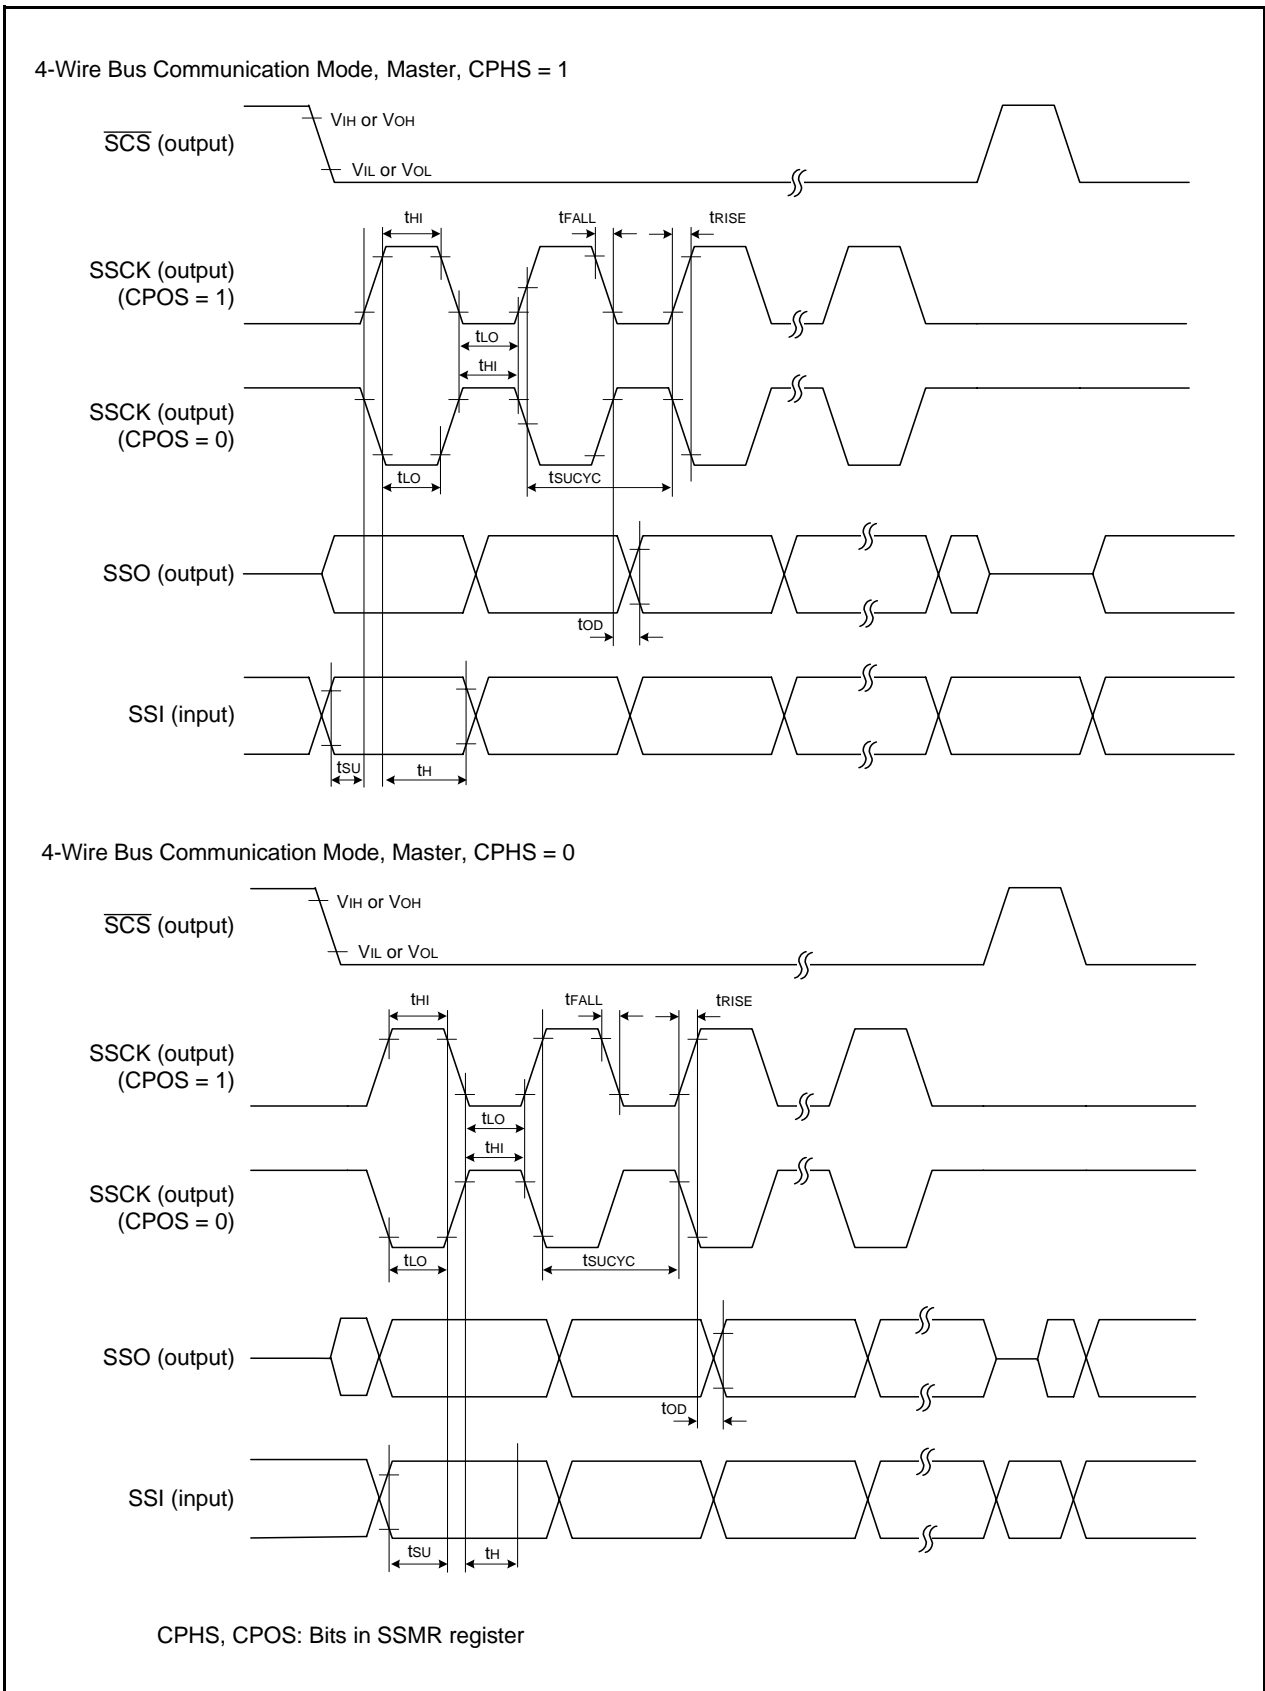 4-Wire Bus Communication Mode, Master, CPHS = 1
VIH or VOH
SCS (output)
VIL or VOL
tHI
tFALL
tRISE
SSCK (output)
(CPOS = 1)
tLO
tHI
SSCK (output)
(CPOS = 0)
tLO
tSUCYC
SSO (output)
tOD
SSI (input)
tSU
tH
4-Wire Bus Communication Mode, Master, CPHS = 0
VIH or VOH
SCS (output)
VIL or VOL
tHI
tFALL
tRISE
SSCK (output)
(CPOS = 1)
tLO
tHI
SSCK (output)
(CPOS = 0)
tLO
tSUCYC
SSO (output)
tOD
SSI (input)
tSU
tH
CPHS, CPOS: Bits in SSMR register